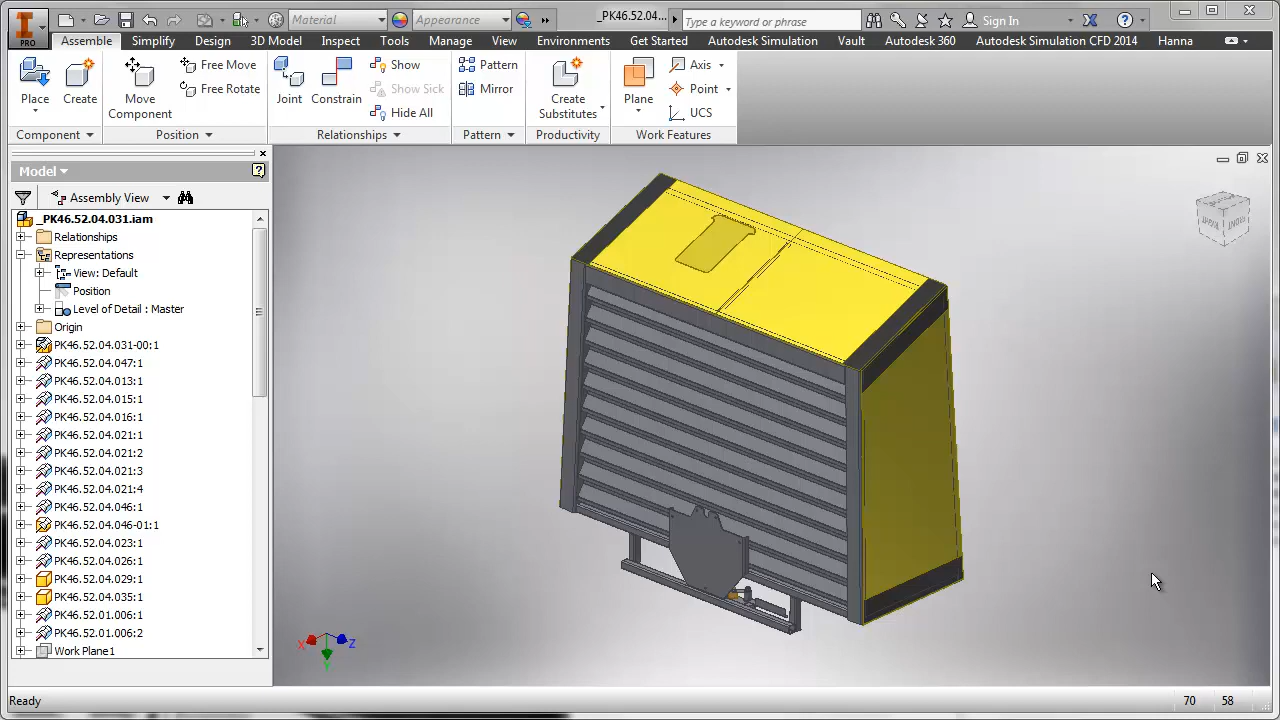 Material
Appearance
_PK46.52.04...
Type a keyword or phrase
Sign In
PRO
Assemble
Simplify
Design
3D Model
Inspect
Tools
Manage
View
Environments
Get Started
Autodesk Simulation
Vault
Autodesk 360
Autodesk Simulation CFD 2014
Hanna
Place
Create
Move
Component
Free Move
Free Rotate
Joint
Constrain
Show
Show Sick
Hide All
Pattern
Mirror
Create
Substitutes
Plane
Axis
Point
UCS
Component
Position
Relationships
Pattern
Productivity
Work Features
Model
Assembly View
_PK46.52.04.031.iam
Relationships
Representations
View: Default
Position
Level of Detail : Master
Origin
PK46.52.04.031-00:1
PK46.52.04.047:1
PK46.52.04.013:1
PK46.52.04.015:1
PK46.52.04.016:1
PK46.52.04.021:1
PK46.52.04.021:2
PK46.52.04.021:3
PK46.52.04.021:4
PK46.52.04.046:1
PK46.52.04.046-01:1
PK46.52.04.023:1
PK46.52.04.026:1
PK46.52.04.029:1
PK46.52.04.035:1
PK46.52.01.006:1
PK46.52.01.006:2
Work Plane1
X
Z
Y
Ready
70
58